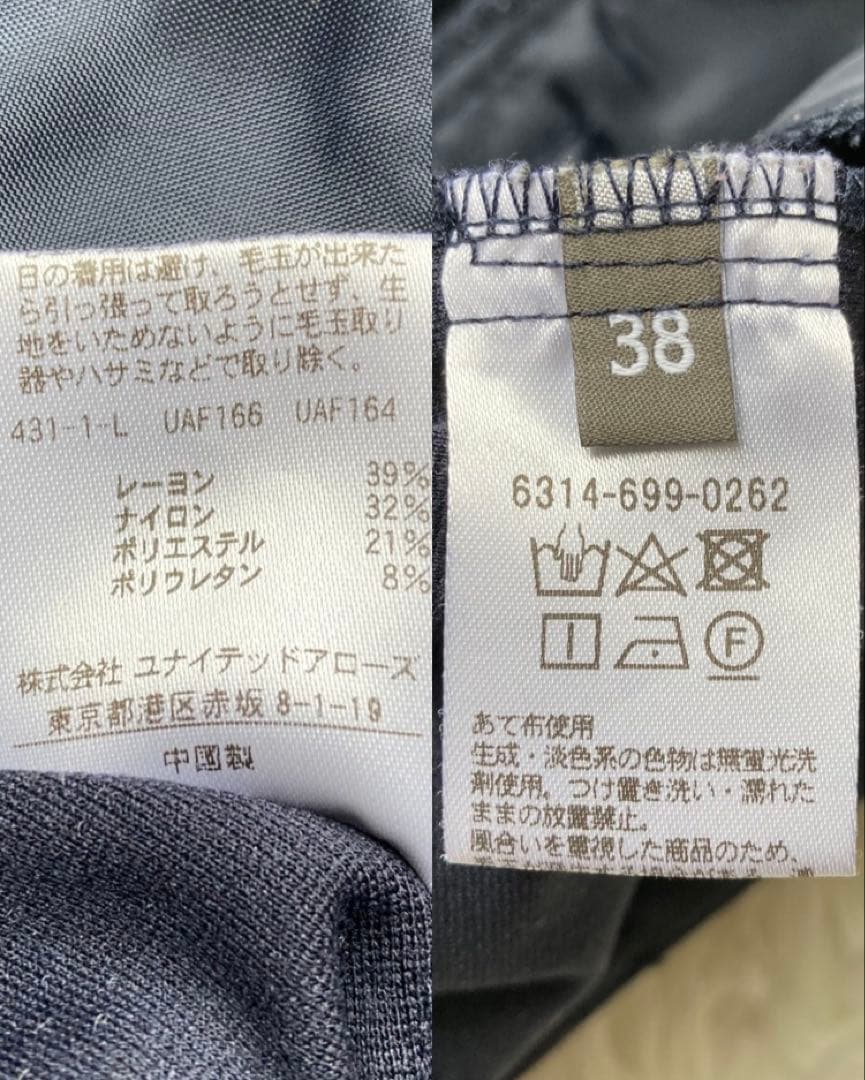 日の着用は避け、毛玉が出来た
ら引っ張って取ろうとせず、生
地をいためないように毛玉取り
器やハサミなどで取り除く。
431-1-L UAF166 UAF164
レーヨン 39%
ナイロン 32%
ポリエステル 21%
ポリウレタン 8%
株式会社 ユナイテッドアローズ
東京都港区赤坂 8-1-19
中国製
38
6314-699-0262
F
あて布使用
生成・淡色系の色物は無蛍光洗
剤使用。つけ置き洗い・濡れた
ままの放置禁止。
風合いを重視した商品のため、